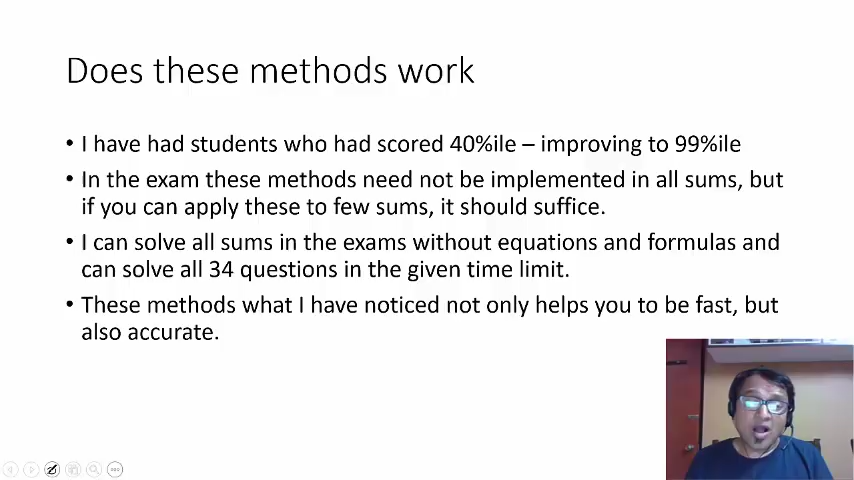 Does these methods work
• I have had students who had scored 40%ile – improving to 99%ile
• In the exam these methods need not be implemented in all sums, but
if you can apply these to few sums, it should suffice.
• I can solve all sums in the exams without equations and formulas and
can solve all 34 questions in the given time limit.
• These methods what I have noticed not only helps you to be fast, but
also accurate.